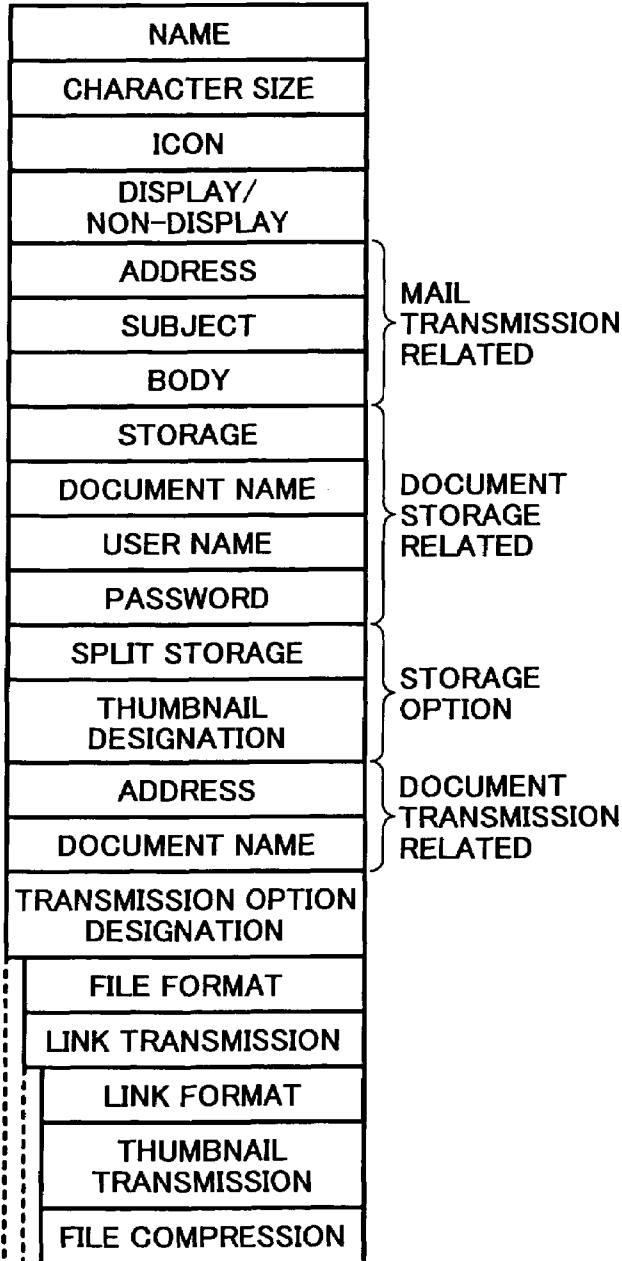 NAME
CHARACTER SIZE
ICON
DISPLAY/
NON-DISPLAY
ADDRESS
SUBJECT
BODY
MAIL
TRANSMISSION
RELATED
STORAGE
DOCUMENT NAME
USER NAME
PASSWORD
DOCUMENT
STORAGE
RELATED
SPLIT STORAGE
THUMBNAIL
DESIGNATION
STORAGE
OPTION
ADDRESS
DOCUMENT NAME
DOCUMENT
TRANSMISSION
RELATED
TRANSMISSION OPTION
DESIGNATION
FILE FORMAT
LINK TRANSMISSION
LINK FORMAT
THUMBNAIL
TRANSMISSION
FILE COMPRESSION